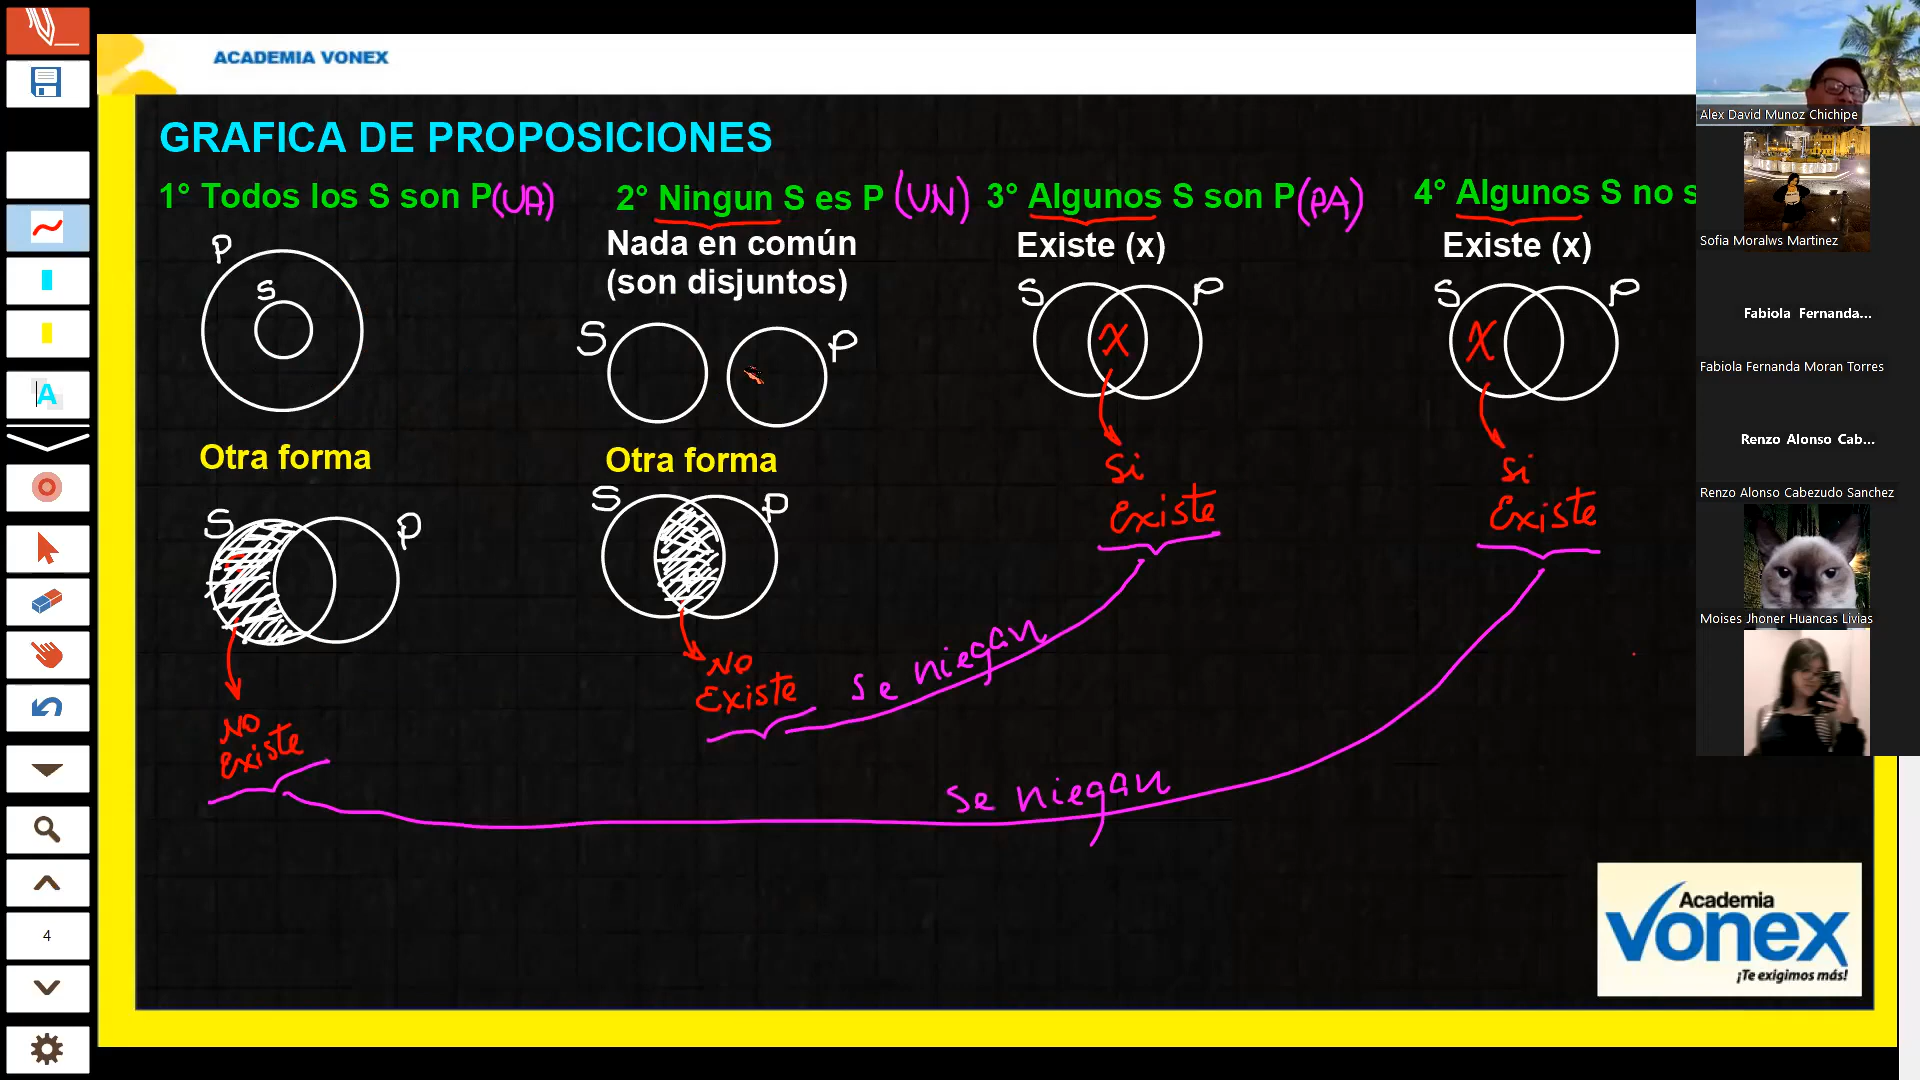 ACADEMIA VONEX
GRAFICA DE PROPOSICIONES
1° Todos los S son P (UA)
P
S
Otra forma
S
P
NO
Existe
2° Ningun S es P (UN)
Nada en común
(son disjuntos)
S
P
Otra forma
S
P
NO
Existe
3° Algunos S son P (PA)
Existe (x)
S
P
X
Si
Existe
4° Algunos S no s
Existe (x)
S
P
X
Si
Existe
se niegan
se niegan
Academia
Vonex
¡Te exigimos más!
A
4
Alex David Munoz Chichipe
Sofia Moralws Martinez
Fabiola Fernanda...
Fabiola Fernanda Moran Torres
Renzo Alonso Cab...
Renzo Alonso Cabezudo Sanchez
Moises Jhoner Huancas Livias